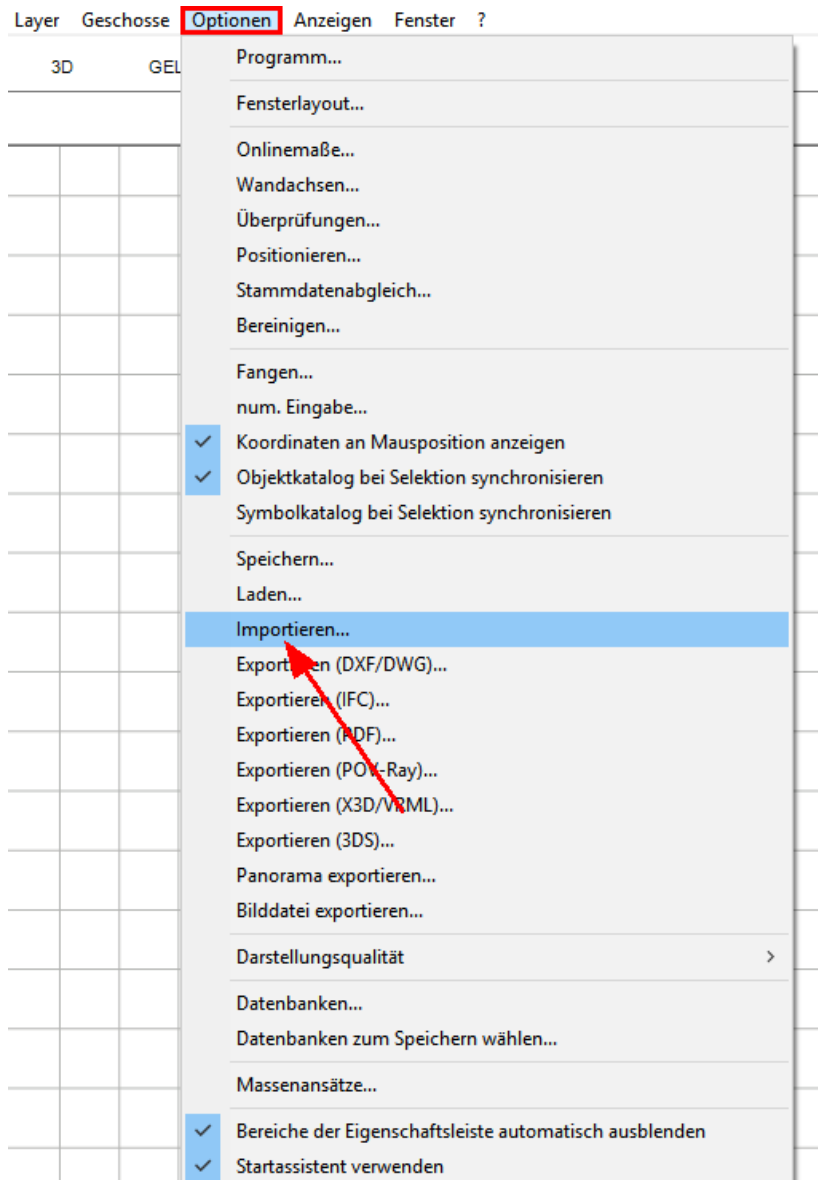 Layer Geschosse Optionen Anzeigen Fenster ?
3D GEL
Programm...
Fensterlayout...
Onlinemaße...
Wandachsen...
Überprüfungen...
Positionieren...
Stammdatenabgleich...
Bereinigen...
Fangen...
num. Eingabe...
Koordinaten an Mausposition anzeigen
Objektkatalog bei Selektion synchronisieren
Symbolkatalog bei Selektion synchronisieren
Speichern...
Laden...
Importieren...
Exportieren (DXF/DWG)...
Exportieren (IFC)...
Exportieren (PDF)...
Exportieren (POV-Ray)...
Exportieren (X3D/VRML)...
Exportieren (3DS)...
Panorama exportieren...
Bilddatei exportieren...
Darstellungsqualität
Datenbanken...
Datenbanken zum Speichern wählen...
Massenansätze...
Bereiche der Eigenschaftsleiste automatisch ausblenden
Startassistent verwenden